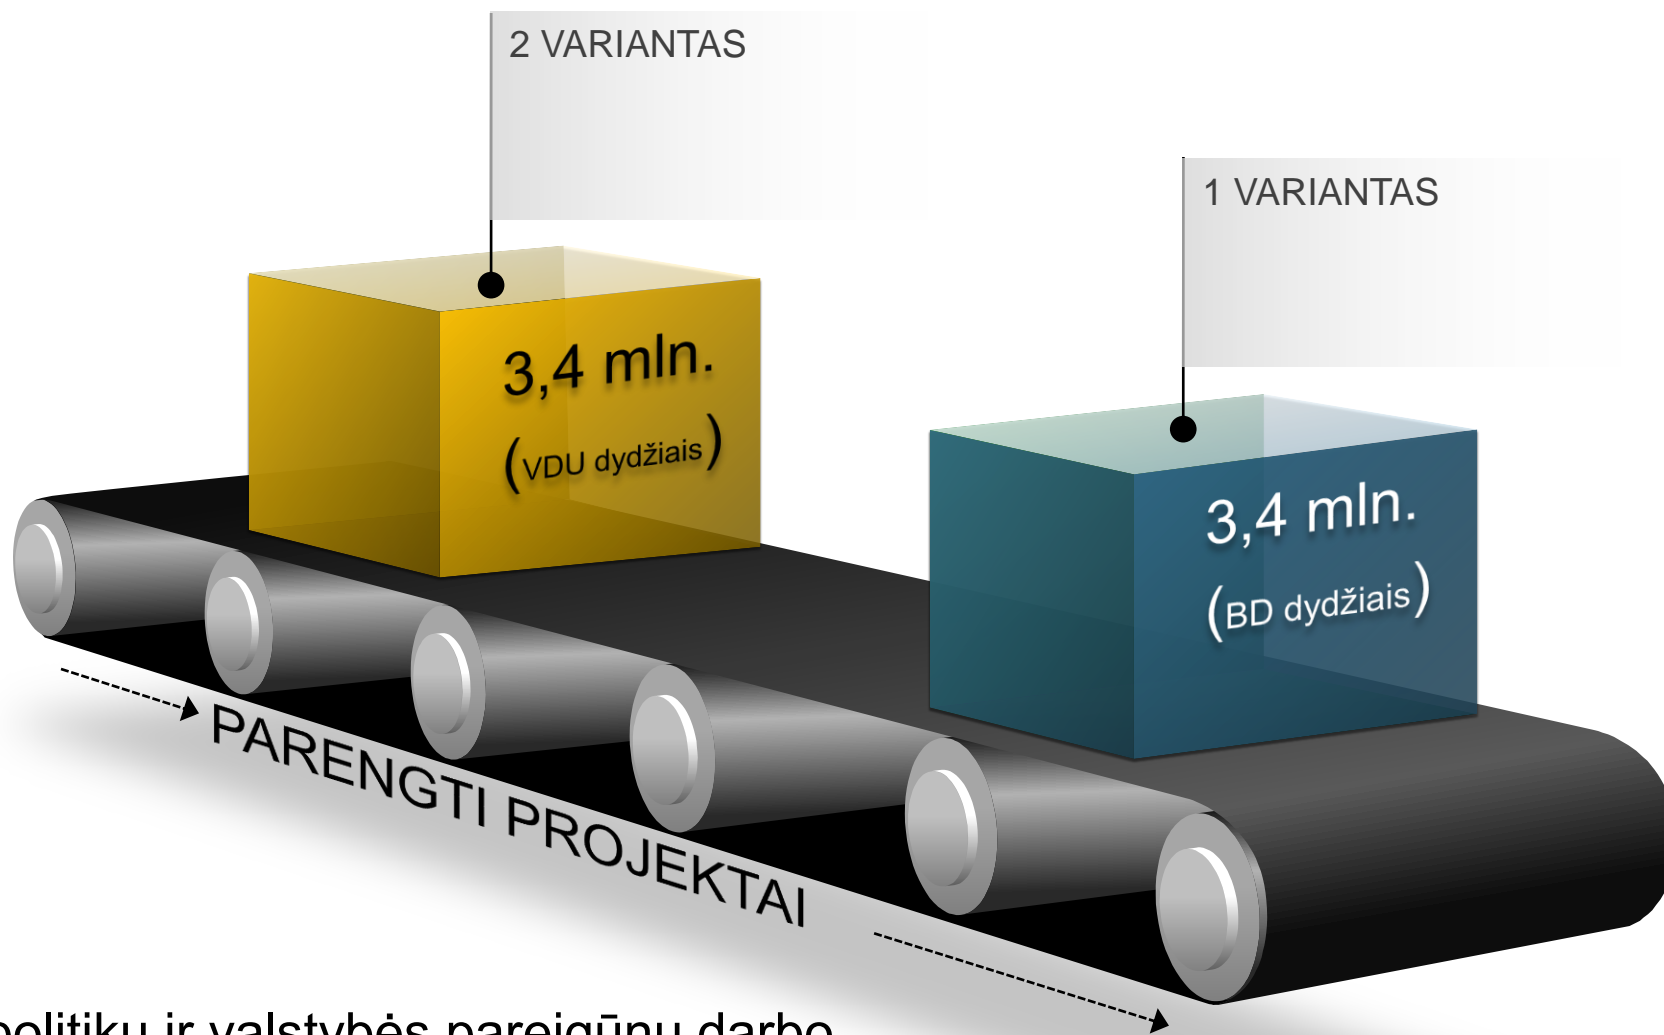 2 VARIANTAS
1 VARIANTAS
3,4 mln.
(VDU dydžiais)
3,4 mln.
(BD dydžiais)
PARENGTI PROJEKTAI
politikų ir valstybės pareigūnų darbo